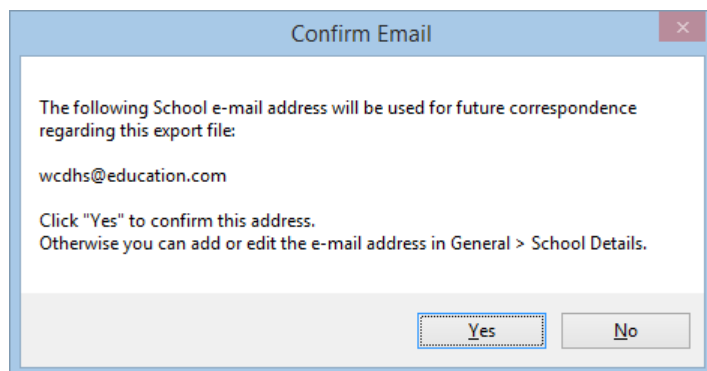 Confirm Email
The following School e-mail address will be used for future correspondence
regarding this export file:
wcdhs@education.com
Click "Yes" to confirm this address.
Otherwise you can add or edit the e-mail address in General > School Details.
Yes
No